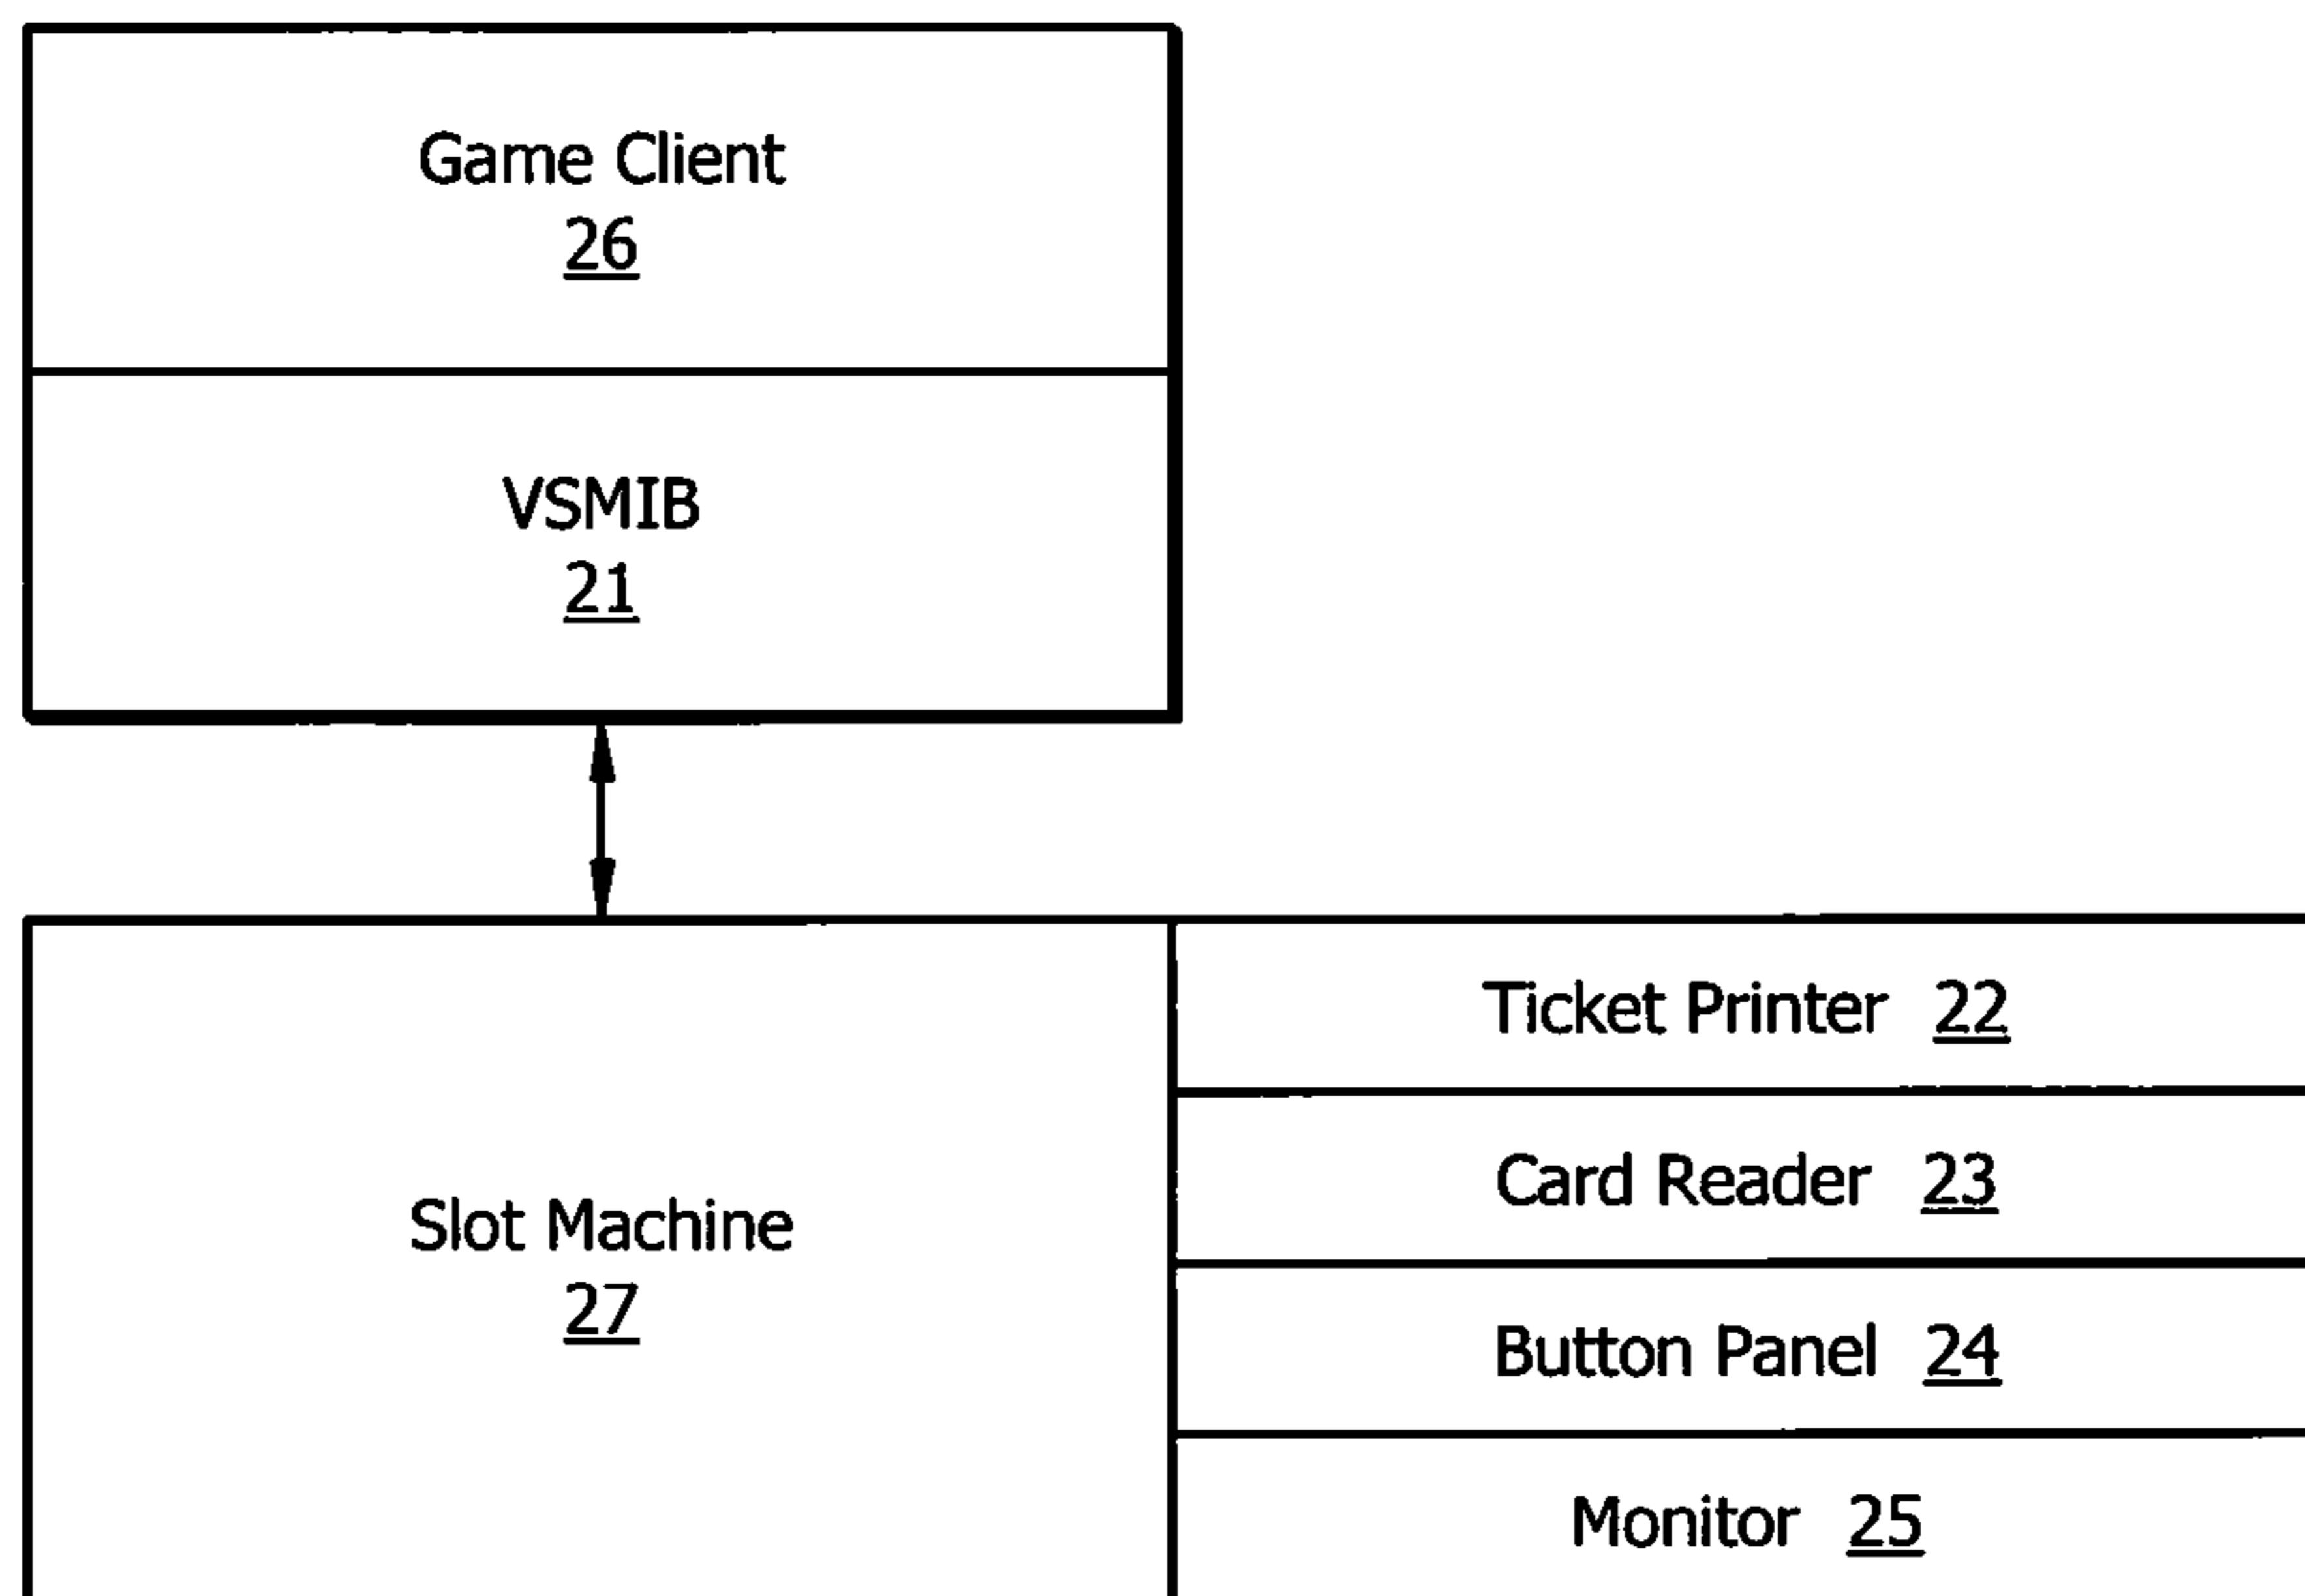 Game Client
26
VSMIB
21
Slot Machine
27
Ticket Printer 22
Card Reader 23
Button Panel 24
Monitor 25